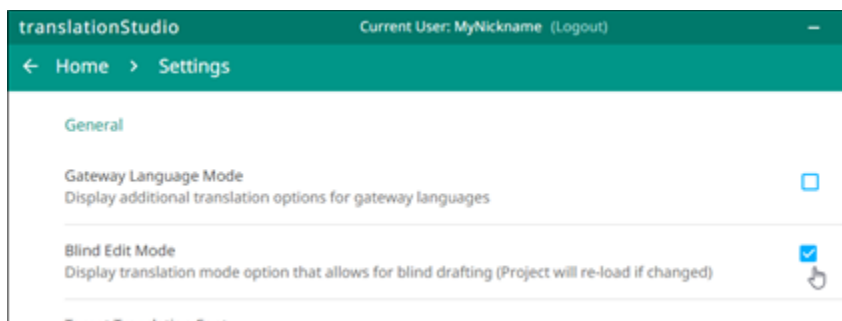 translationStudio Current User: MyNickname (Logout)
Home > Settings
General
Gateway Language Mode
Display additional translation options for gateway languages
Blind Edit Mode
Display translation mode option that allows for blind drafting (Project will re-load if changed)